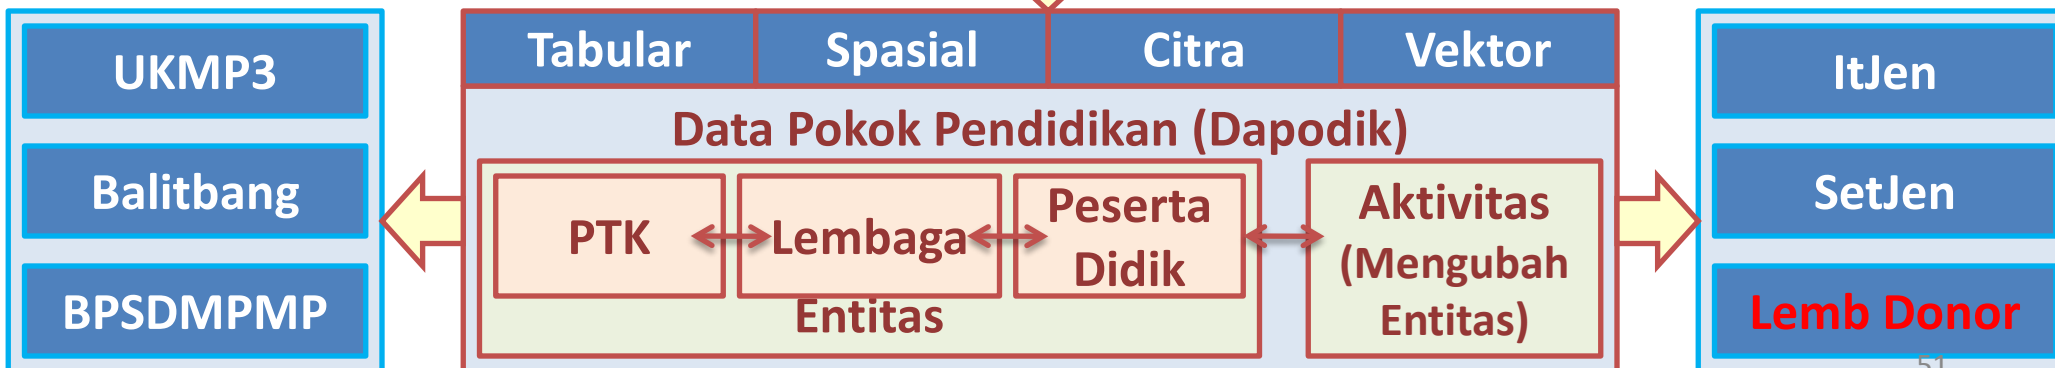 UKMP3
Balitbang
BPSDMPMP
Tabular
Spasial
Citra
Vektor
Data Pokok Pendidikan (Dapodik)
PTK
Lembaga
Peserta
Didik
Entitas
Aktivitas
(Mengubah
Entitas)
ItJen
SetJen
Lemb Donor
51